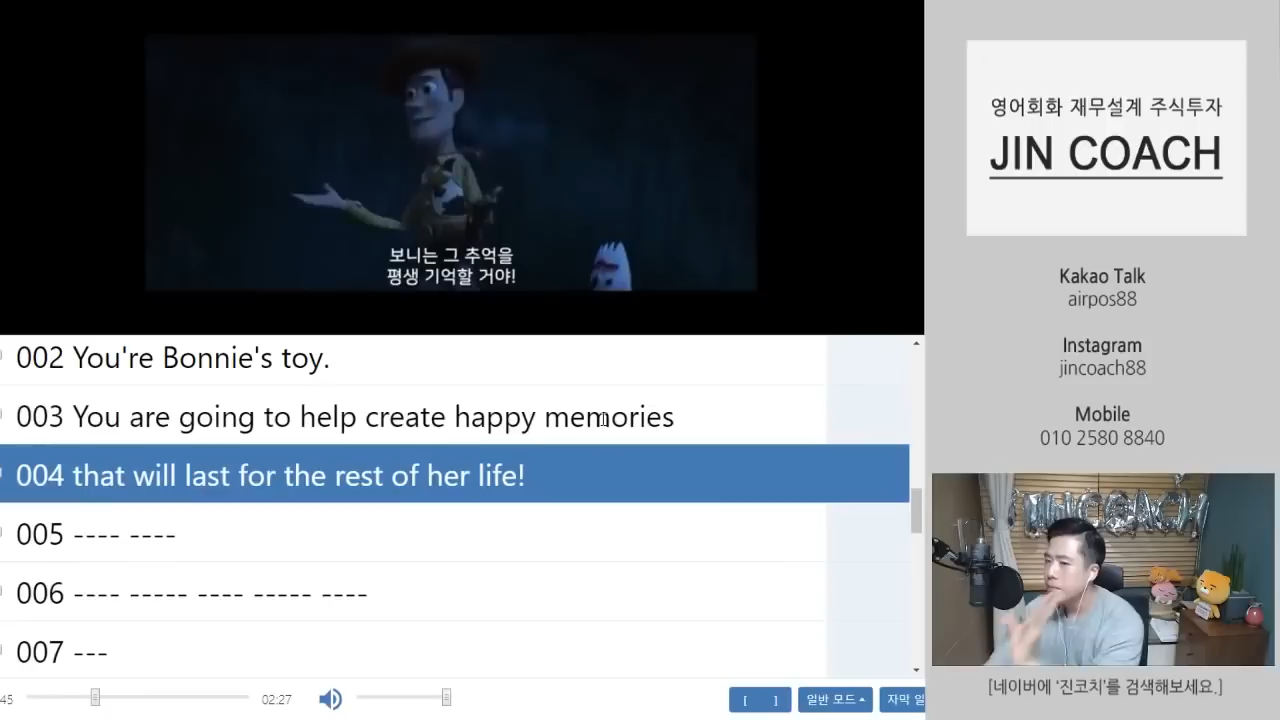 보니는 그 추억을
평생 기억할 거야!
002 You're Bonnie's toy.
003 You are going to help create happy memories
004 that will last for the rest of her life!
005 ---- ----
006 ---- ----- ---- ----- ----
007 ---
45
02:27
[ ]
일반 모드
자막 일
영어회화 재무설계 주식투자
JIN COACH
Kakao Talk
airpos88
Instagram
jincoach88
Mobile
010 2580 8840
JINCOACH
[네이버에 '진코치'를 검색해보세요.]